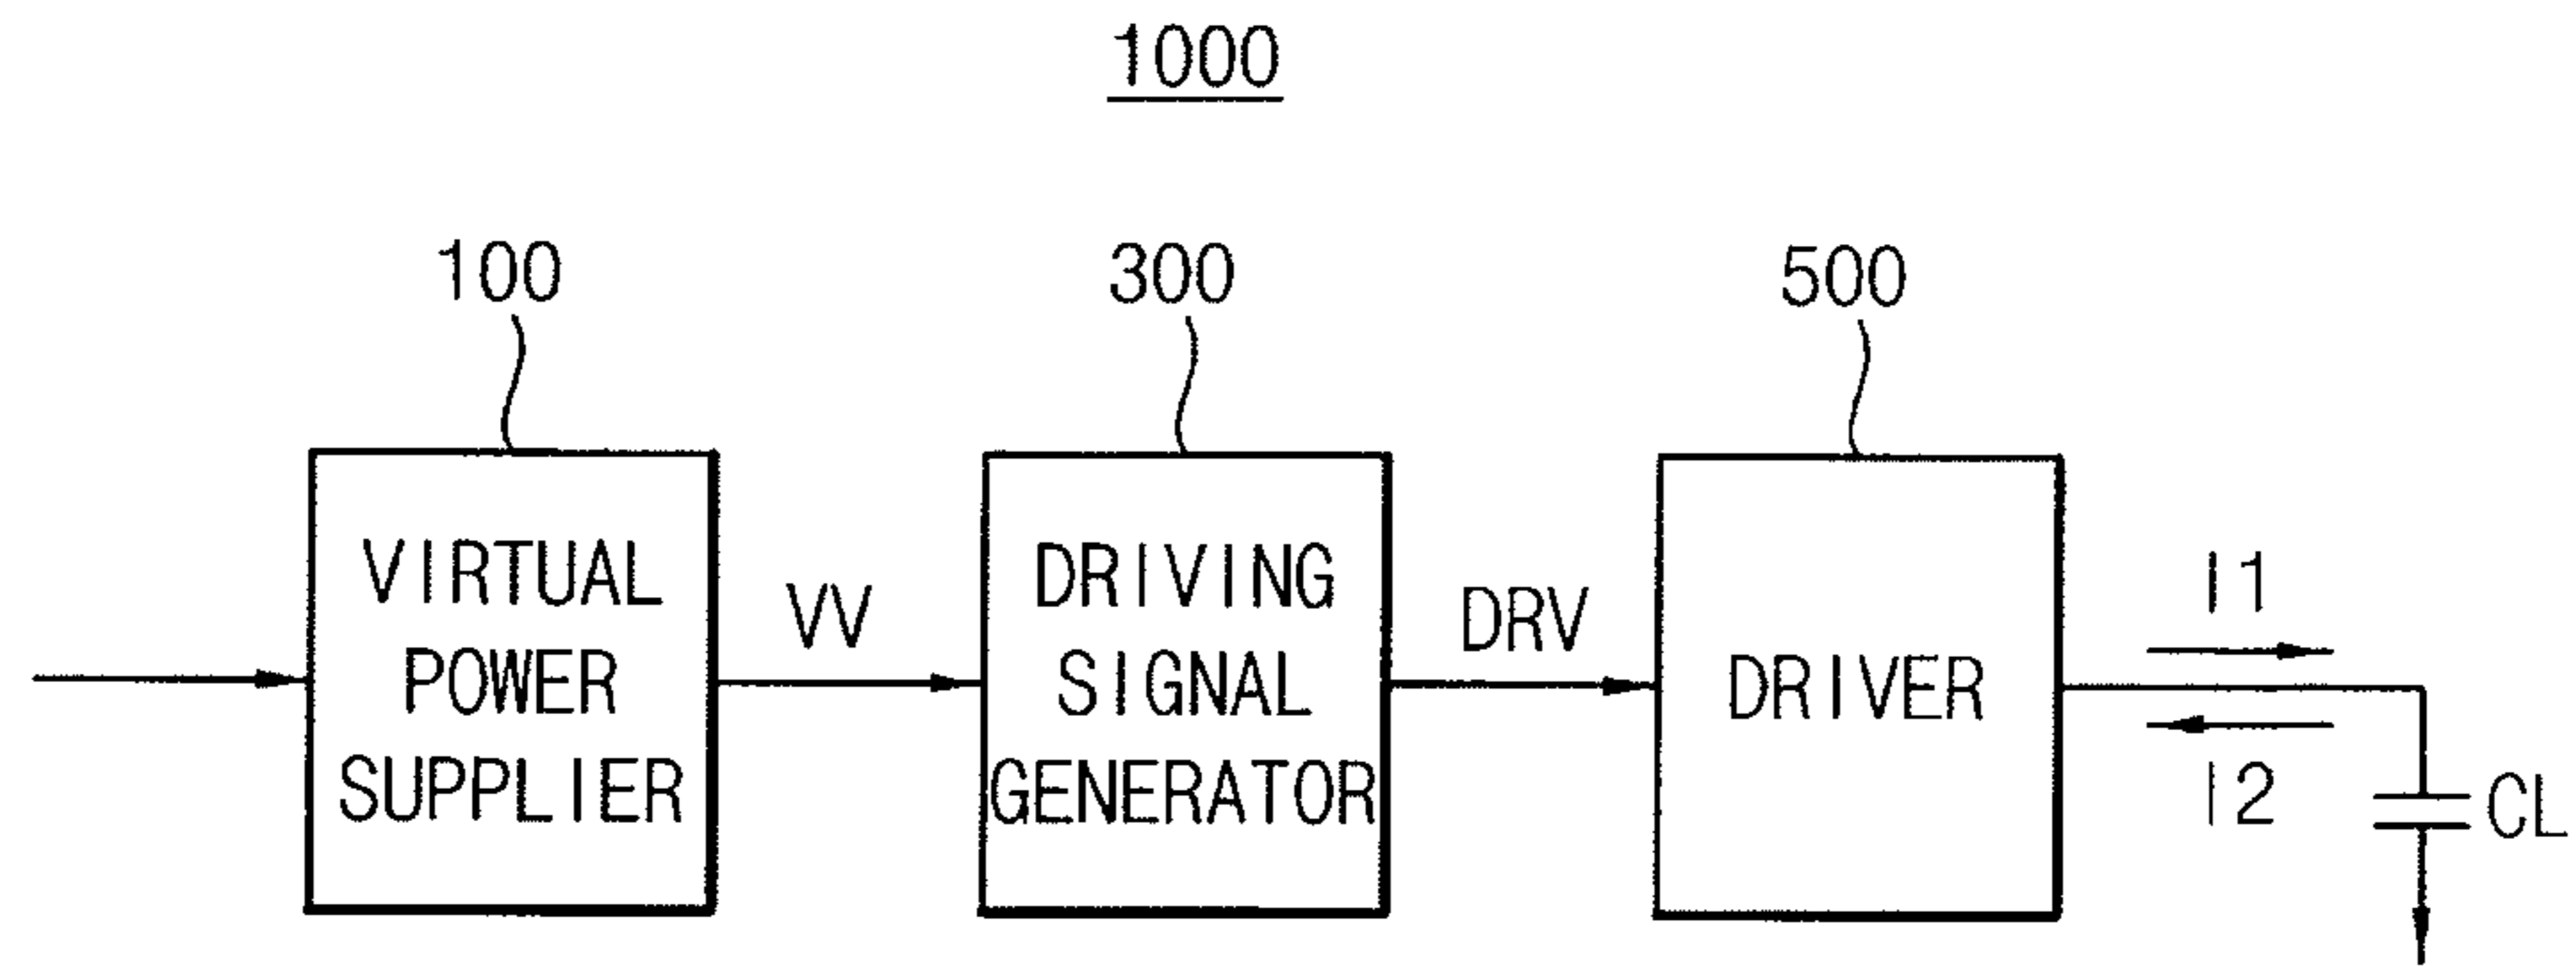 1000
100
300
500
VIRTUAL
POWER
SUPPLIER
VV
DRIVING
SIGNAL
GENERATOR
DRV
DRIVER
I1
I2
CL